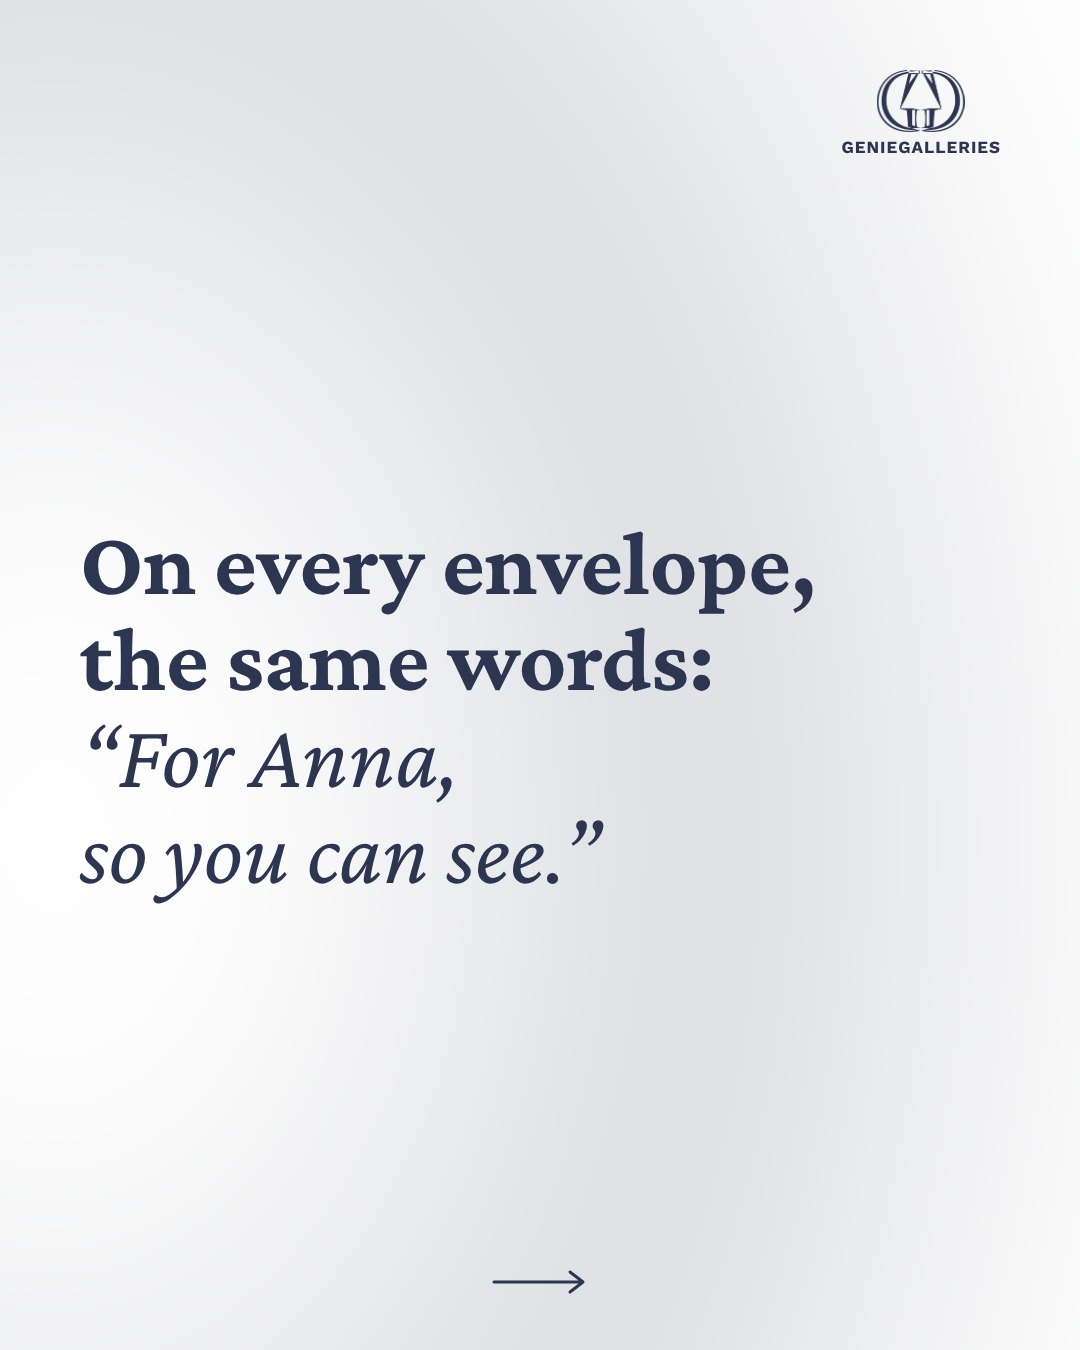 GENIEGALLERIES
On every envelope,
the same words:
“For Anna,
so you can see.”